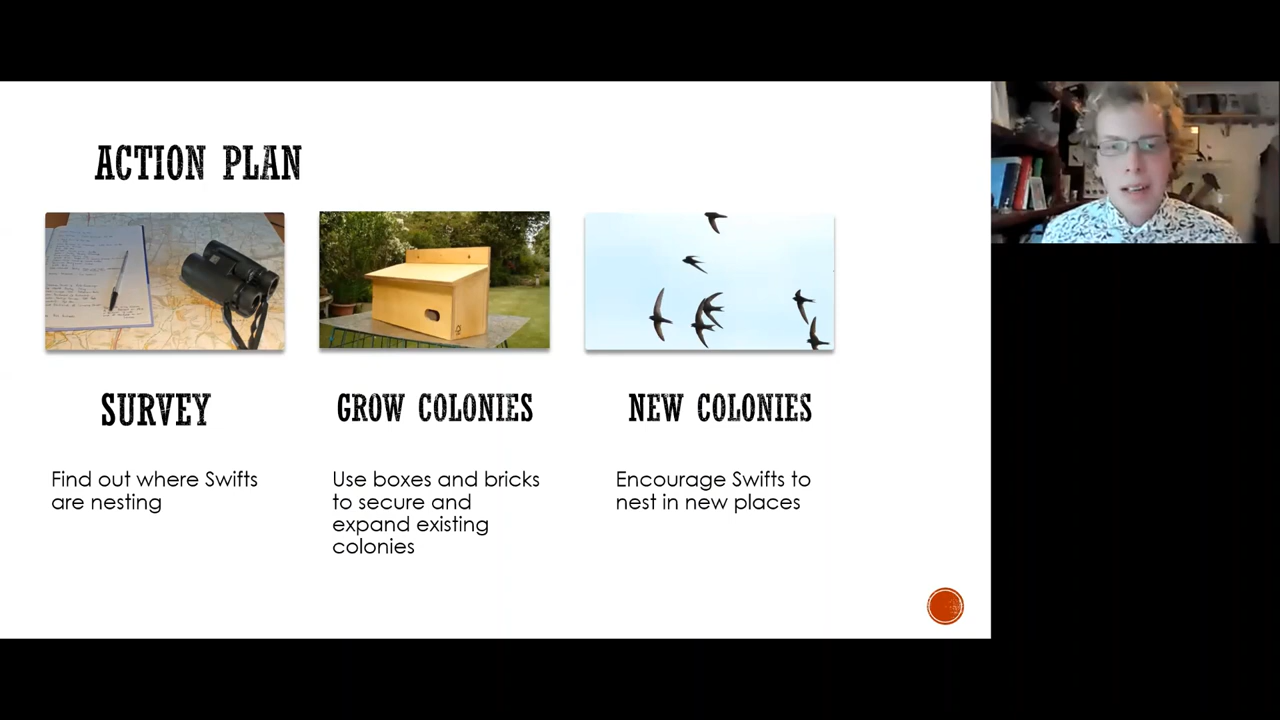 ACTION PLAN
SURVEY
Find out where Swifts
are nesting
GROW COLONIES
Use boxes and bricks
to secure and
expand existing
colonies
NEW COLONIES
Encourage Swifts to
nest in new places